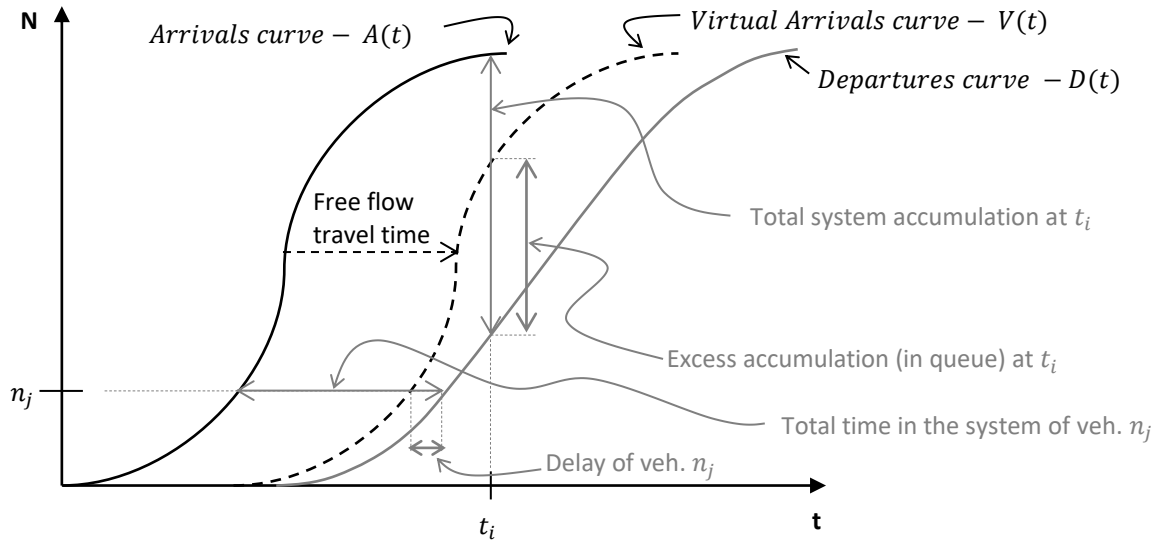 N
Arrivals curve – A(t)
Virtual Arrivals curve – V(t)
Departures curve – D(t)
Free flow
travel time
Total system accumulation at t_i
Excess accumulation (in queue) at t_i
n_j
Total time in the system of veh. n_j
Delay of veh. n_j
t_i
t